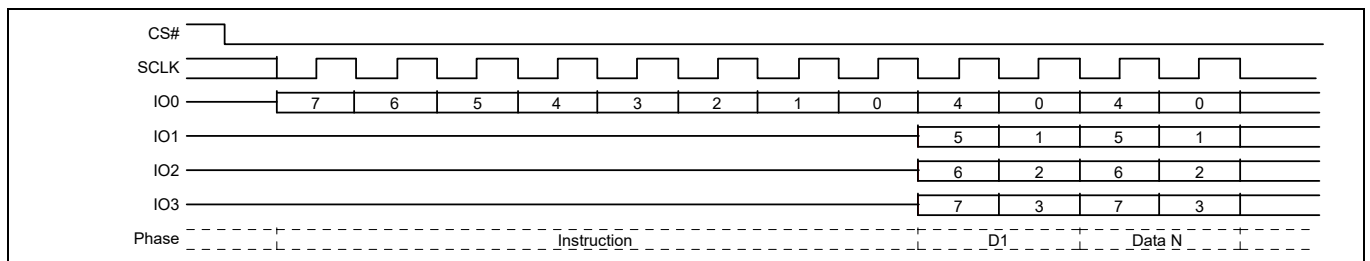 CS#
SCLK
IO0 7 6 5 4 3 2 1 0 4 0 4 0
IO1 5 1 5 1
IO2 6 2 6 2
IO3 7 3 7 3
Phase Instruction D1 Data N